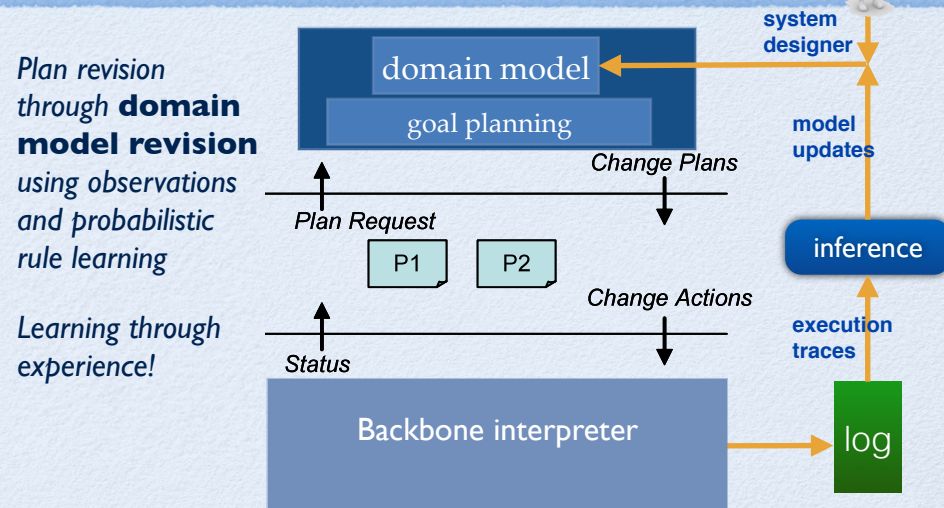 Plan revision
through domain
model revision
using observations
and probabilistic
rule learning
Learning through
experience!
domain model
goal planning
Change Plans
Plan Request
P1
P2
Change Actions
Status
Backbone interpreter
system
designer
model
updates
inference
execution
traces
log